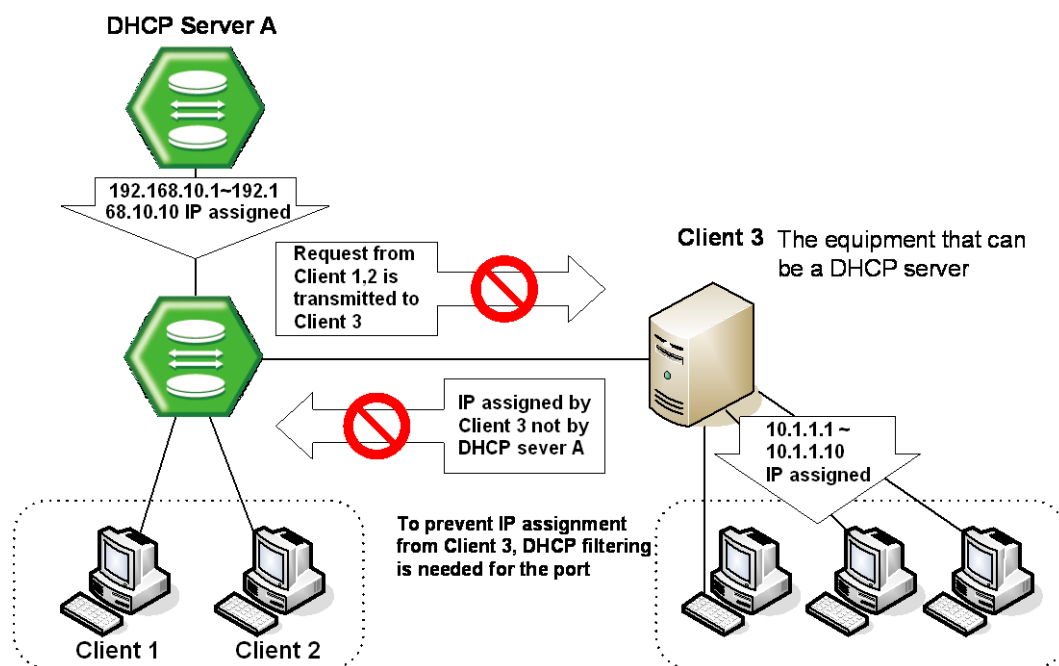 DHCP Server A
192.168.10.1~192.1
68.10.10 IP assigned
Request from
Client 1,2 is
transmitted to
Client 3
Client 3 The equipment that can
be a DHCP server
IP assigned by
Client 3 not by
DHCP sever A
10.1.1.1 ~
10.1.1.10
IP assigned
To prevent IP assignment
from Client 3, DHCP filtering
is needed for the port
Client 1
Client 2